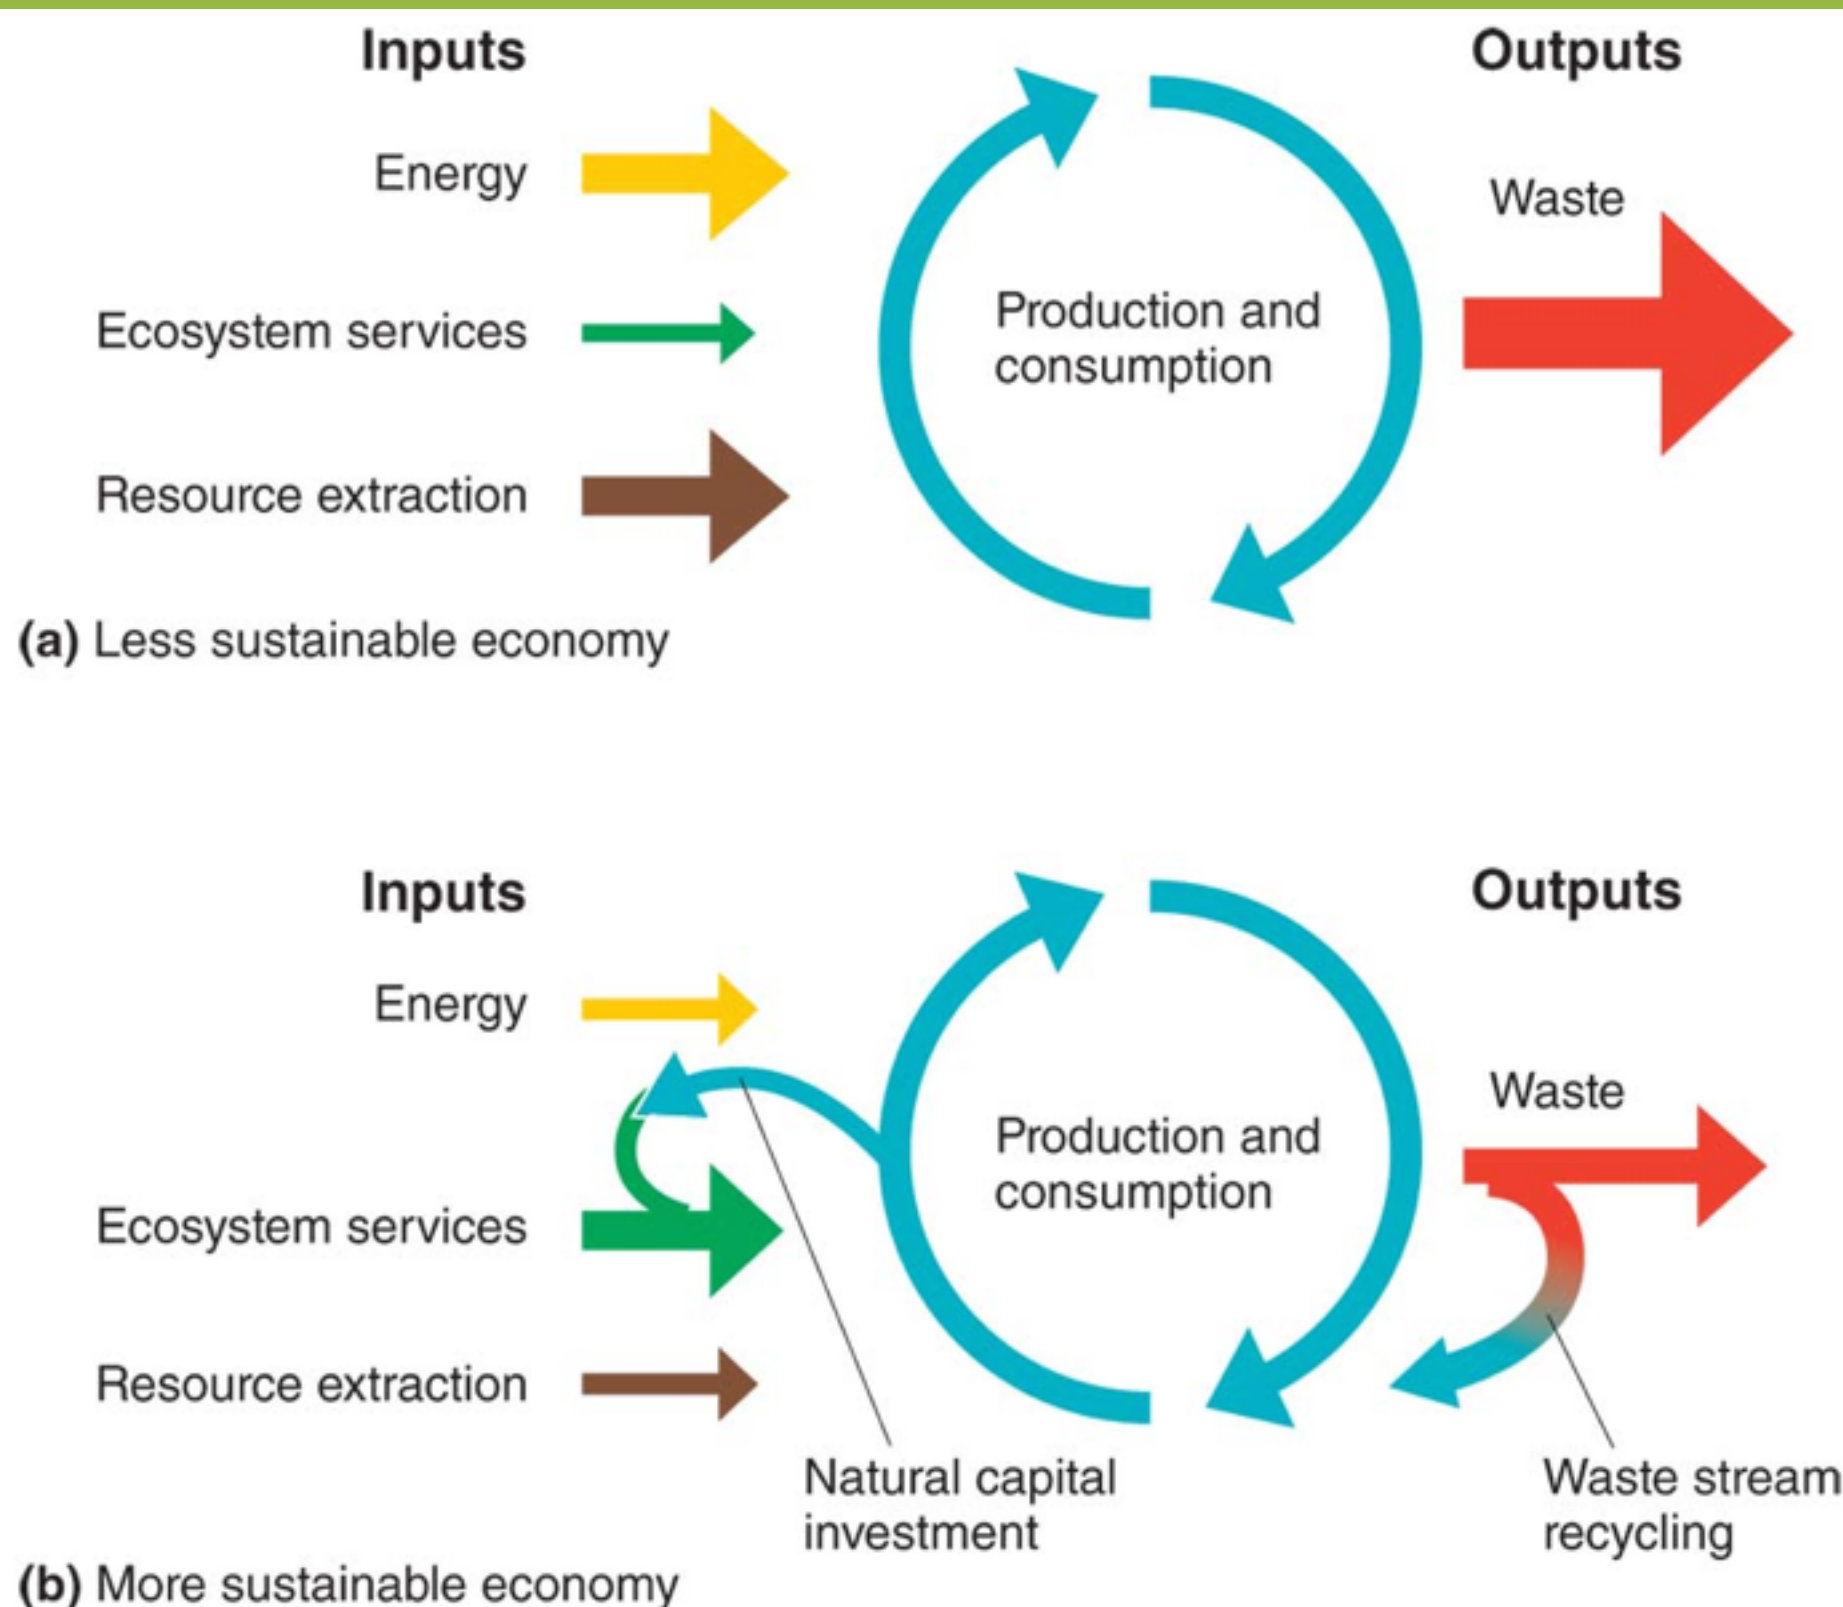 Inputs
Outputs
Energy
Waste
Ecosystem services
Production and
consumption
Resource extraction
(a) Less sustainable economy
Inputs
Outputs
Energy
Waste
Production and
consumption
Ecosystem services
Resource extraction
Natural capital
investment
Waste stream
recycling
(b) More sustainable economy